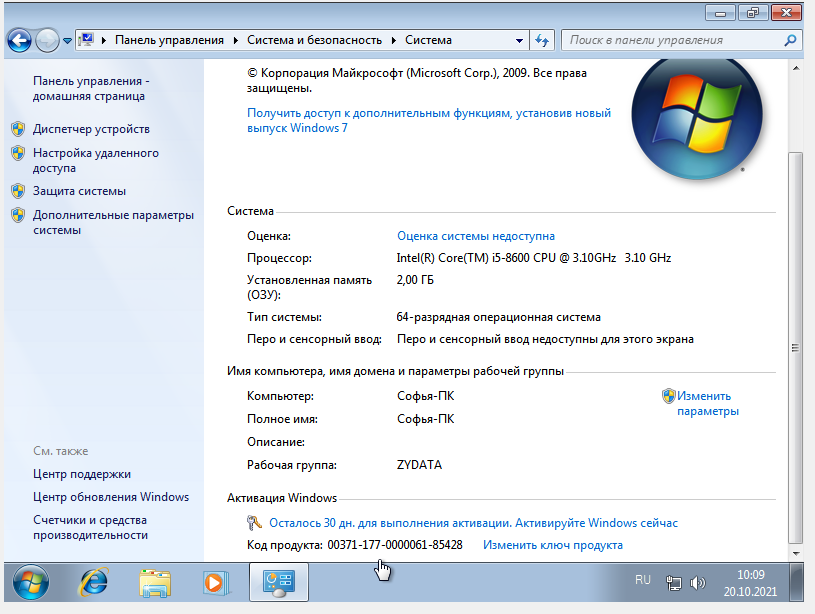 Панель управления
Система и безопасность
Система
Поиск в панели управления
Панель управления -
домашняя страница
Диспетчер устройств
Настройка удаленного
доступа
Защита системы
Дополнительные параметры
системы
См. также
Центр поддержки
Центр обновления Windows
Счетчики и средства
производительности
© Корпорация Майкрософт (Microsoft Corp.), 2009. Все права
защищены.
Получить доступ к дополнительным функциям, установив новый
выпуск Windows 7
Система
Оценка: Оценка системы недоступна
Процессор: Intel(R) Core(TM) i5-8600 CPU @ 3.10GHz 3.10 GHz
Установленная память
(ОЗУ):
2,00 ГБ
Тип системы: 64-разрядная операционная система
Перо и сенсорный ввод: Перо и сенсорный ввод недоступны для этого экрана
Имя компьютера, имя домена и параметры рабочей группы
Компьютер: Софья-ПК
Изменить
параметры
Полное имя: Софья-ПК
Описание:
Рабочая группа: ZYDATA
Активация Windows
Осталось 30 дн. для выполнения активации. Активируйте Windows сейчас
Код продукта: 00371-177-0000061-85428 Изменить ключ продукта
RU
10:09
20.10.2021